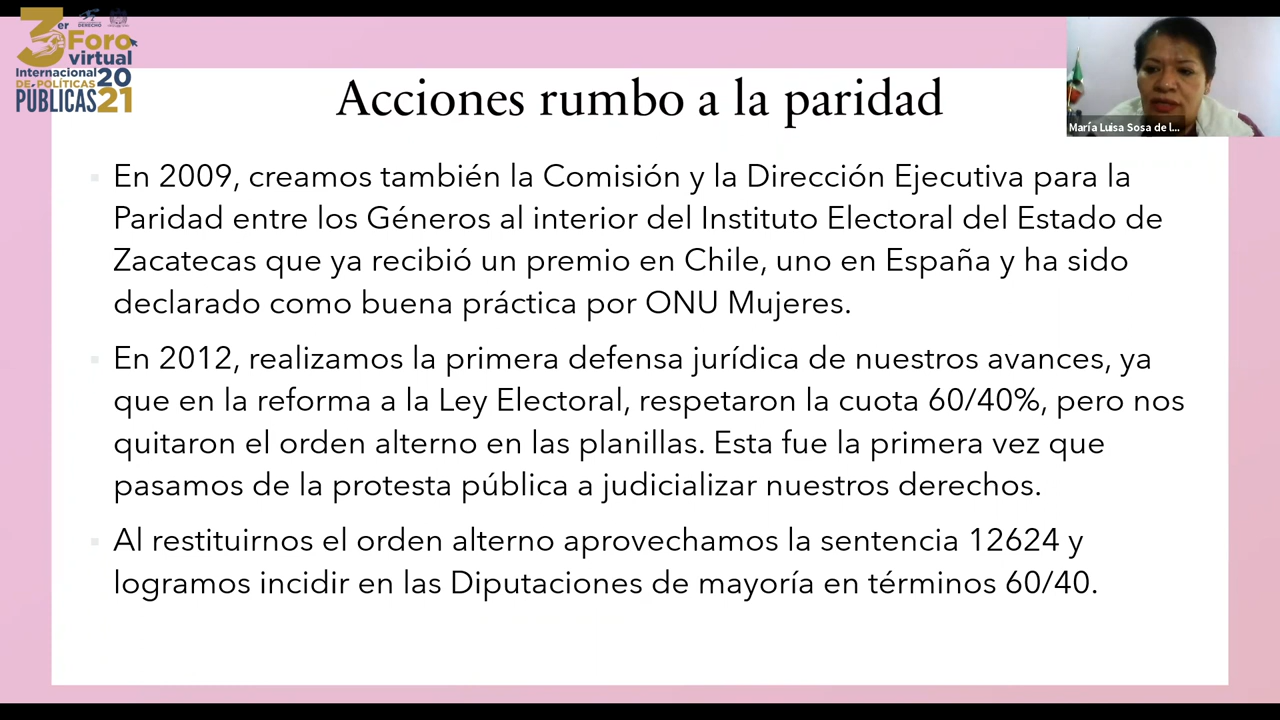 3er Foro
virtual
Internacional 20
DE POLÍTICAS
PÚBLICAS 21
DERECHO
Acciones rumbo a la paridad
María Luisa Sosa de l...
En 2009, creamos también la Comisión y la Dirección Ejecutiva para la
Paridad entre los Géneros al interior del Instituto Electoral del Estado de
Zacatecas que ya recibió un premio en Chile, uno en España y ha sido
declarado como buena práctica por ONU Mujeres.
En 2012, realizamos la primera defensa jurídica de nuestros avances, ya
que en la reforma a la Ley Electoral, respetaron la cuota 60/40%, pero nos
quitaron el orden alterno en las planillas. Esta fue la primera vez que
pasamos de la protesta pública a judicializar nuestros derechos.
Al restituirnos el orden alterno aprovechamos la sentencia 12624 y
logramos incidir en las Diputaciones de mayoría en términos 60/40.